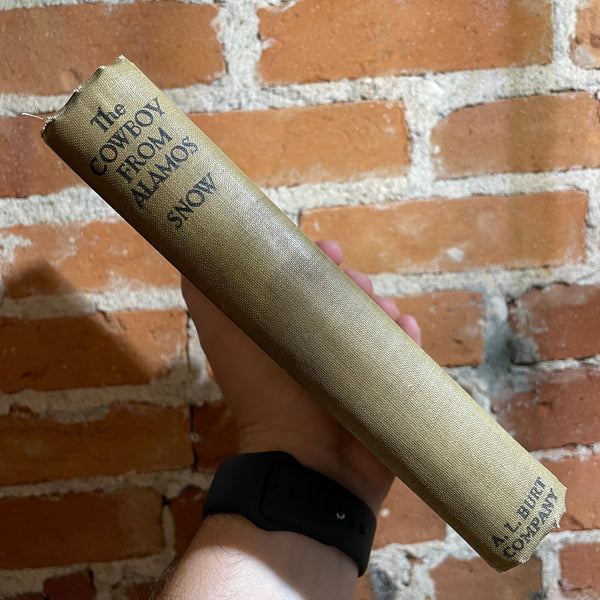 The
COWBOY
FROM
ALAMOS
SNOW
A. L. BURT
COMPANY